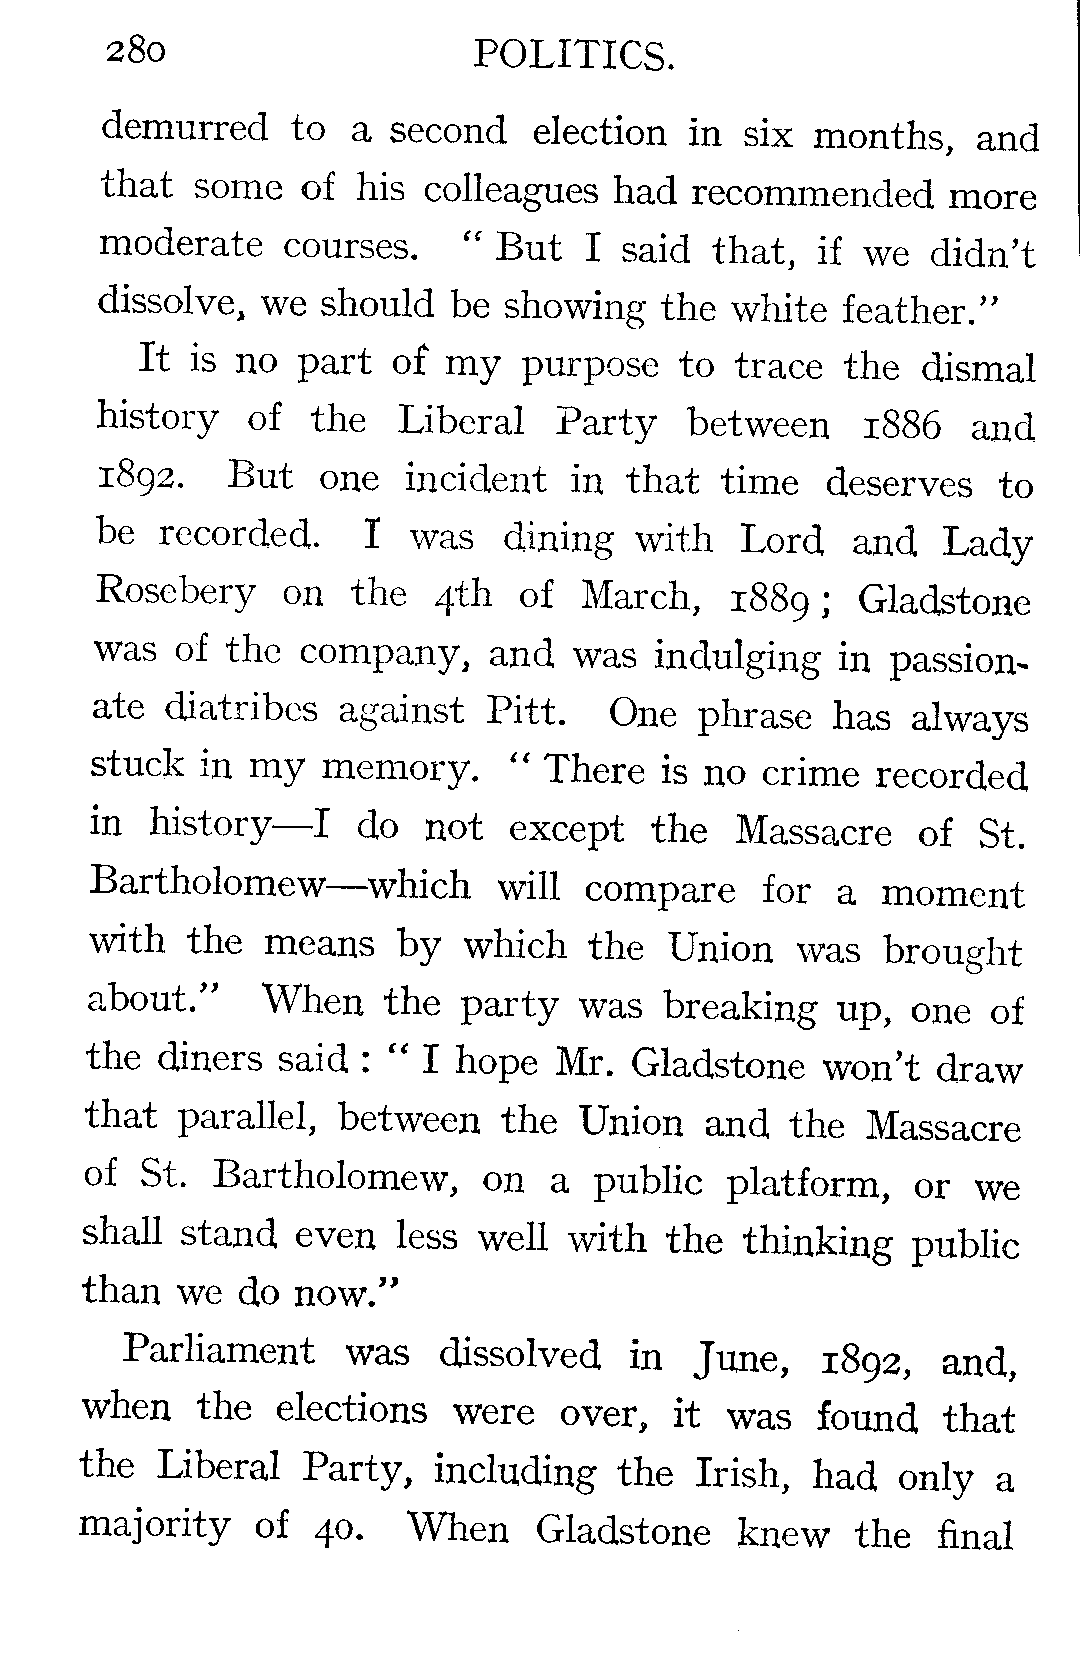 280 POLITICS.
demurred to a second election in six months, and
that some of his colleagues had recommended more
moderate courses. “ But I said that, if we didn’t
dissolve, we should be showing the white feather.”
It is no part of my purpose to trace the dismal
history of the Liberal Party between 1886 and
1892. But one incident in that time deserves to
be recorded. I was dining with Lord and Lady
Rosebery on the 4th of March, 1889 ; Gladstone
was of the company, and was indulging in passion-
ate diatribes against Pitt. One phrase has always
stuck in my memory. “ There is no crime recorded
in history—I do not except the Massacre of St.
Bartholomew—which will compare for a moment
with the means by which the Union was brought
about.” When the party was breaking up, one of
the diners said : “ I hope Mr. Gladstone won’t draw
that parallel, between the Union and the Massacre
of St. Bartholomew, on a public platform, or we
shall stand even less well with the thinking public
than we do now.”
Parliament was dissolved in June, 1892, and,
when the elections were over, it was found that
the Liberal Party, including the Irish, had only a
majority of 40. When Gladstone knew the final